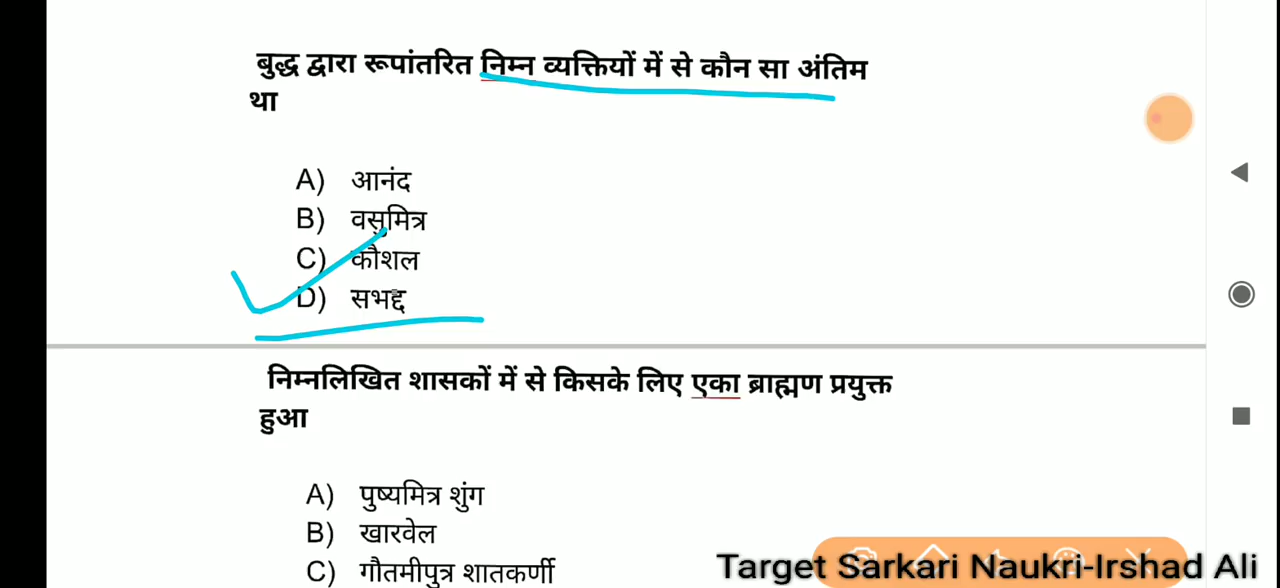 बुद्ध द्वारा रूपांतरित निम्न व्यक्तियों में से कौन सा अंतिम
था
A) आनंद
B) वसुमित्र
C) कौशल
D) सभद्द
निम्नलिखित शासकों में से किसके लिए एका ब्राह्मण प्रयुक्त
हुआ
A) पुष्यमित्र शुंग
B) खारवेल
C) गौतमीपुत्र शातकर्णी
Target Sarkari Naukri-Irshad Ali